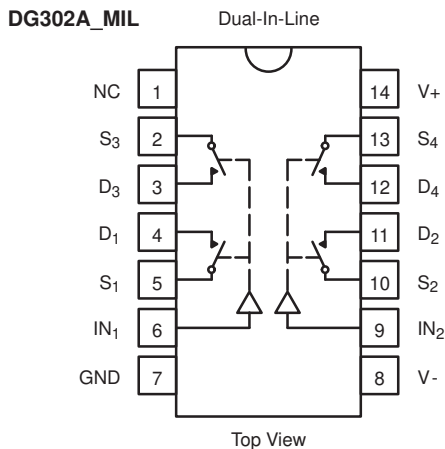 DG302A_MIL
Dual-In-Line
NC 1 14 V+
S3 2 13 S4
D3 3 12 D4
D1 4 11 D2
S1 5 10 S2
IN1 6 9 IN2
GND 7 8 V-
Top View